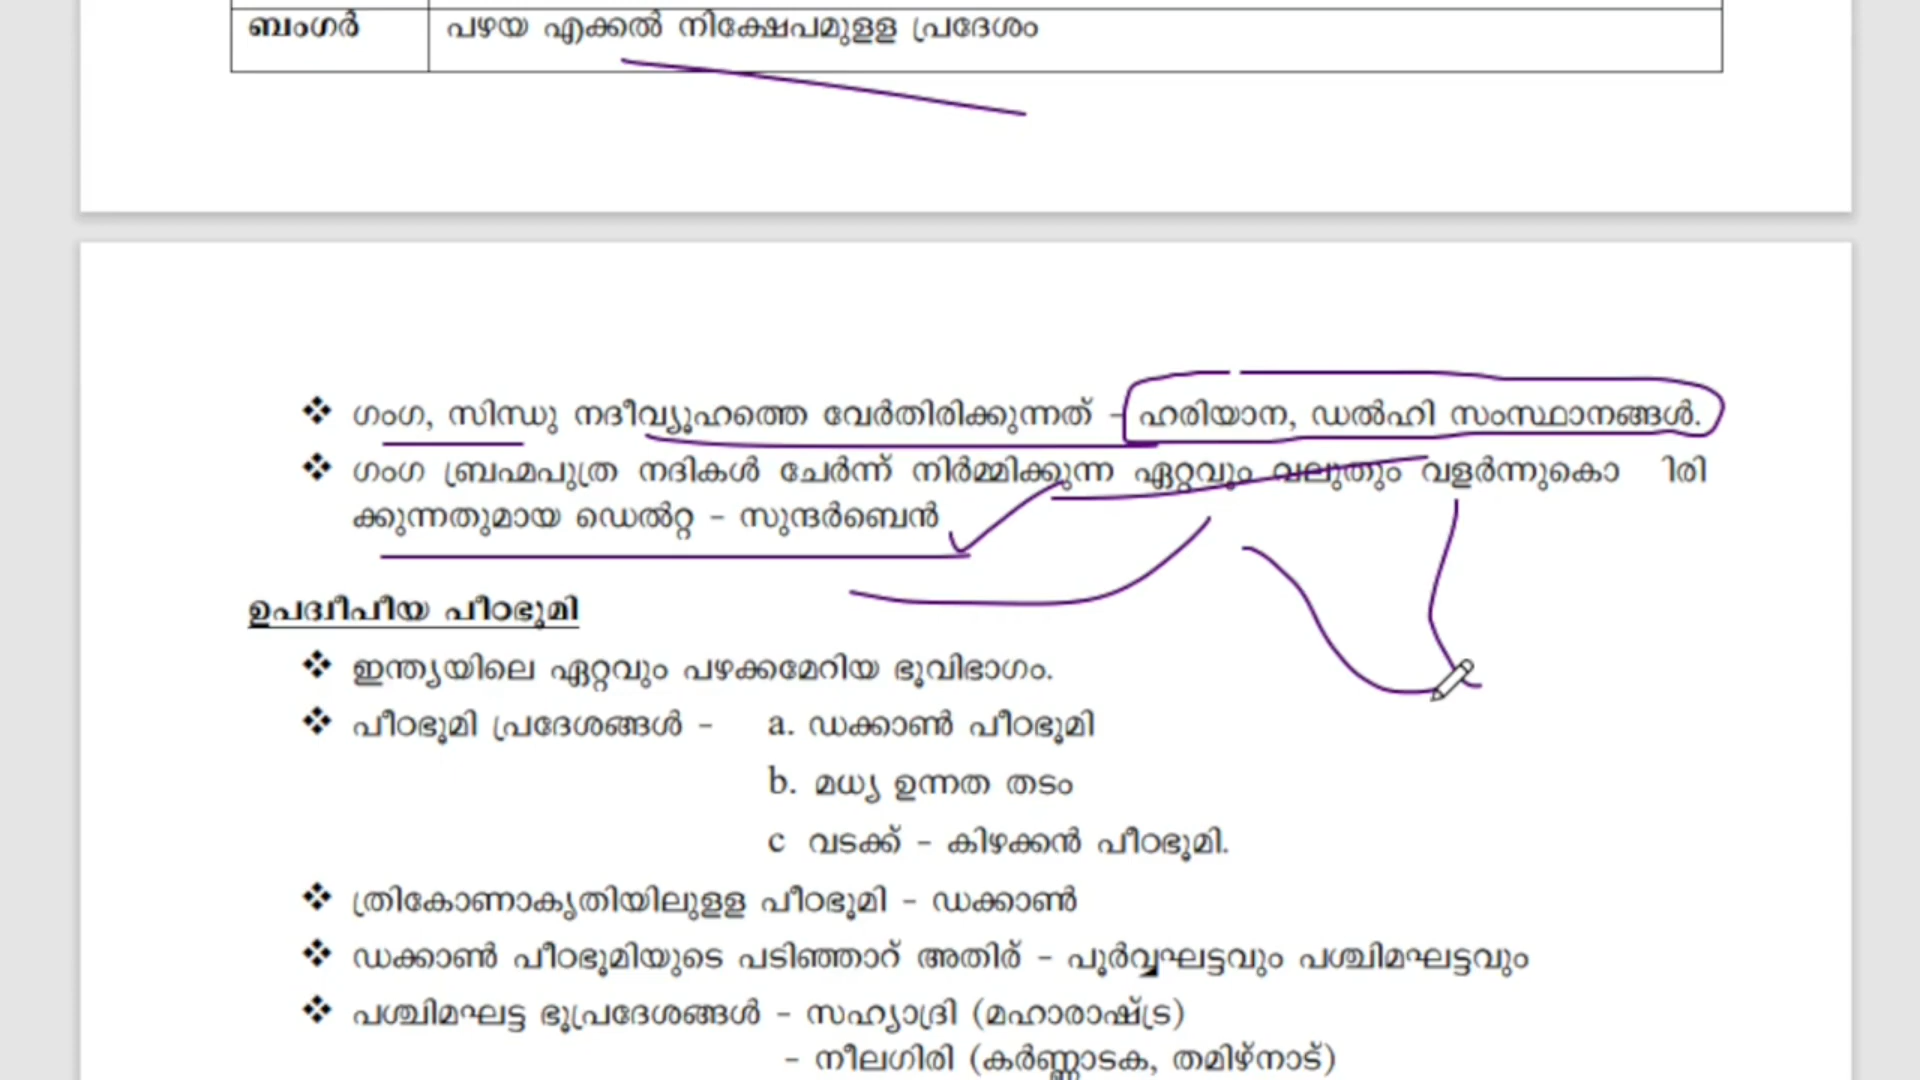 ബംഗർ പഴയ എക്കൽ നിക്ഷേപമുളള പ്രദേശം
❖ ഗംഗ, സിന്ധു നദീവ്യൂഹത്തെ വേർതിരിക്കുന്നത് – ഹരിയാന, ഡൽഹി സംസ്ഥാനങ്ങൾ.
❖ ഗംഗ ബ്രഹ്മപുത്ര നദികൾ ചേർന്ന് നിർമ്മിക്കുന്ന ഏറ്റവും വലുതും വളർന്നുകൊ ിരി
ക്കുന്നതുമായ ഡെൽറ്റ – സുന്ദർബെൻ
ഉപദ്വീപീയ പീഠഭൂമി
❖ ഇന്ത്യയിലെ ഏറ്റവും പഴക്കമേറിയ ഭൂവിഭാഗം.
❖ പീഠഭൂമി പ്രദേശങ്ങൾ – a. ഡക്കാൺ പീഠഭൂമി
b. മധ്യ ഉന്നത തടം
c വടക്ക് – കിഴക്കൻ പീഠഭൂമി.
❖ ത്രികോണാകൃതിയിലുളള പീഠഭൂമി – ഡക്കാൺ
❖ ഡക്കാൺ പീഠഭൂമിയുടെ പടിഞ്ഞാറ് അതിര് – പൂർവ്വഘട്ടവും പശ്ചിമഘട്ടവും
❖ പശ്ചിമഘട്ട ഭൂപ്രദേശങ്ങൾ – സഹ്യാദ്രി (മഹാരാഷ്ട്ര)
– നീലഗിരി (കർണ്ണാടക, തമിഴ്നാട്)